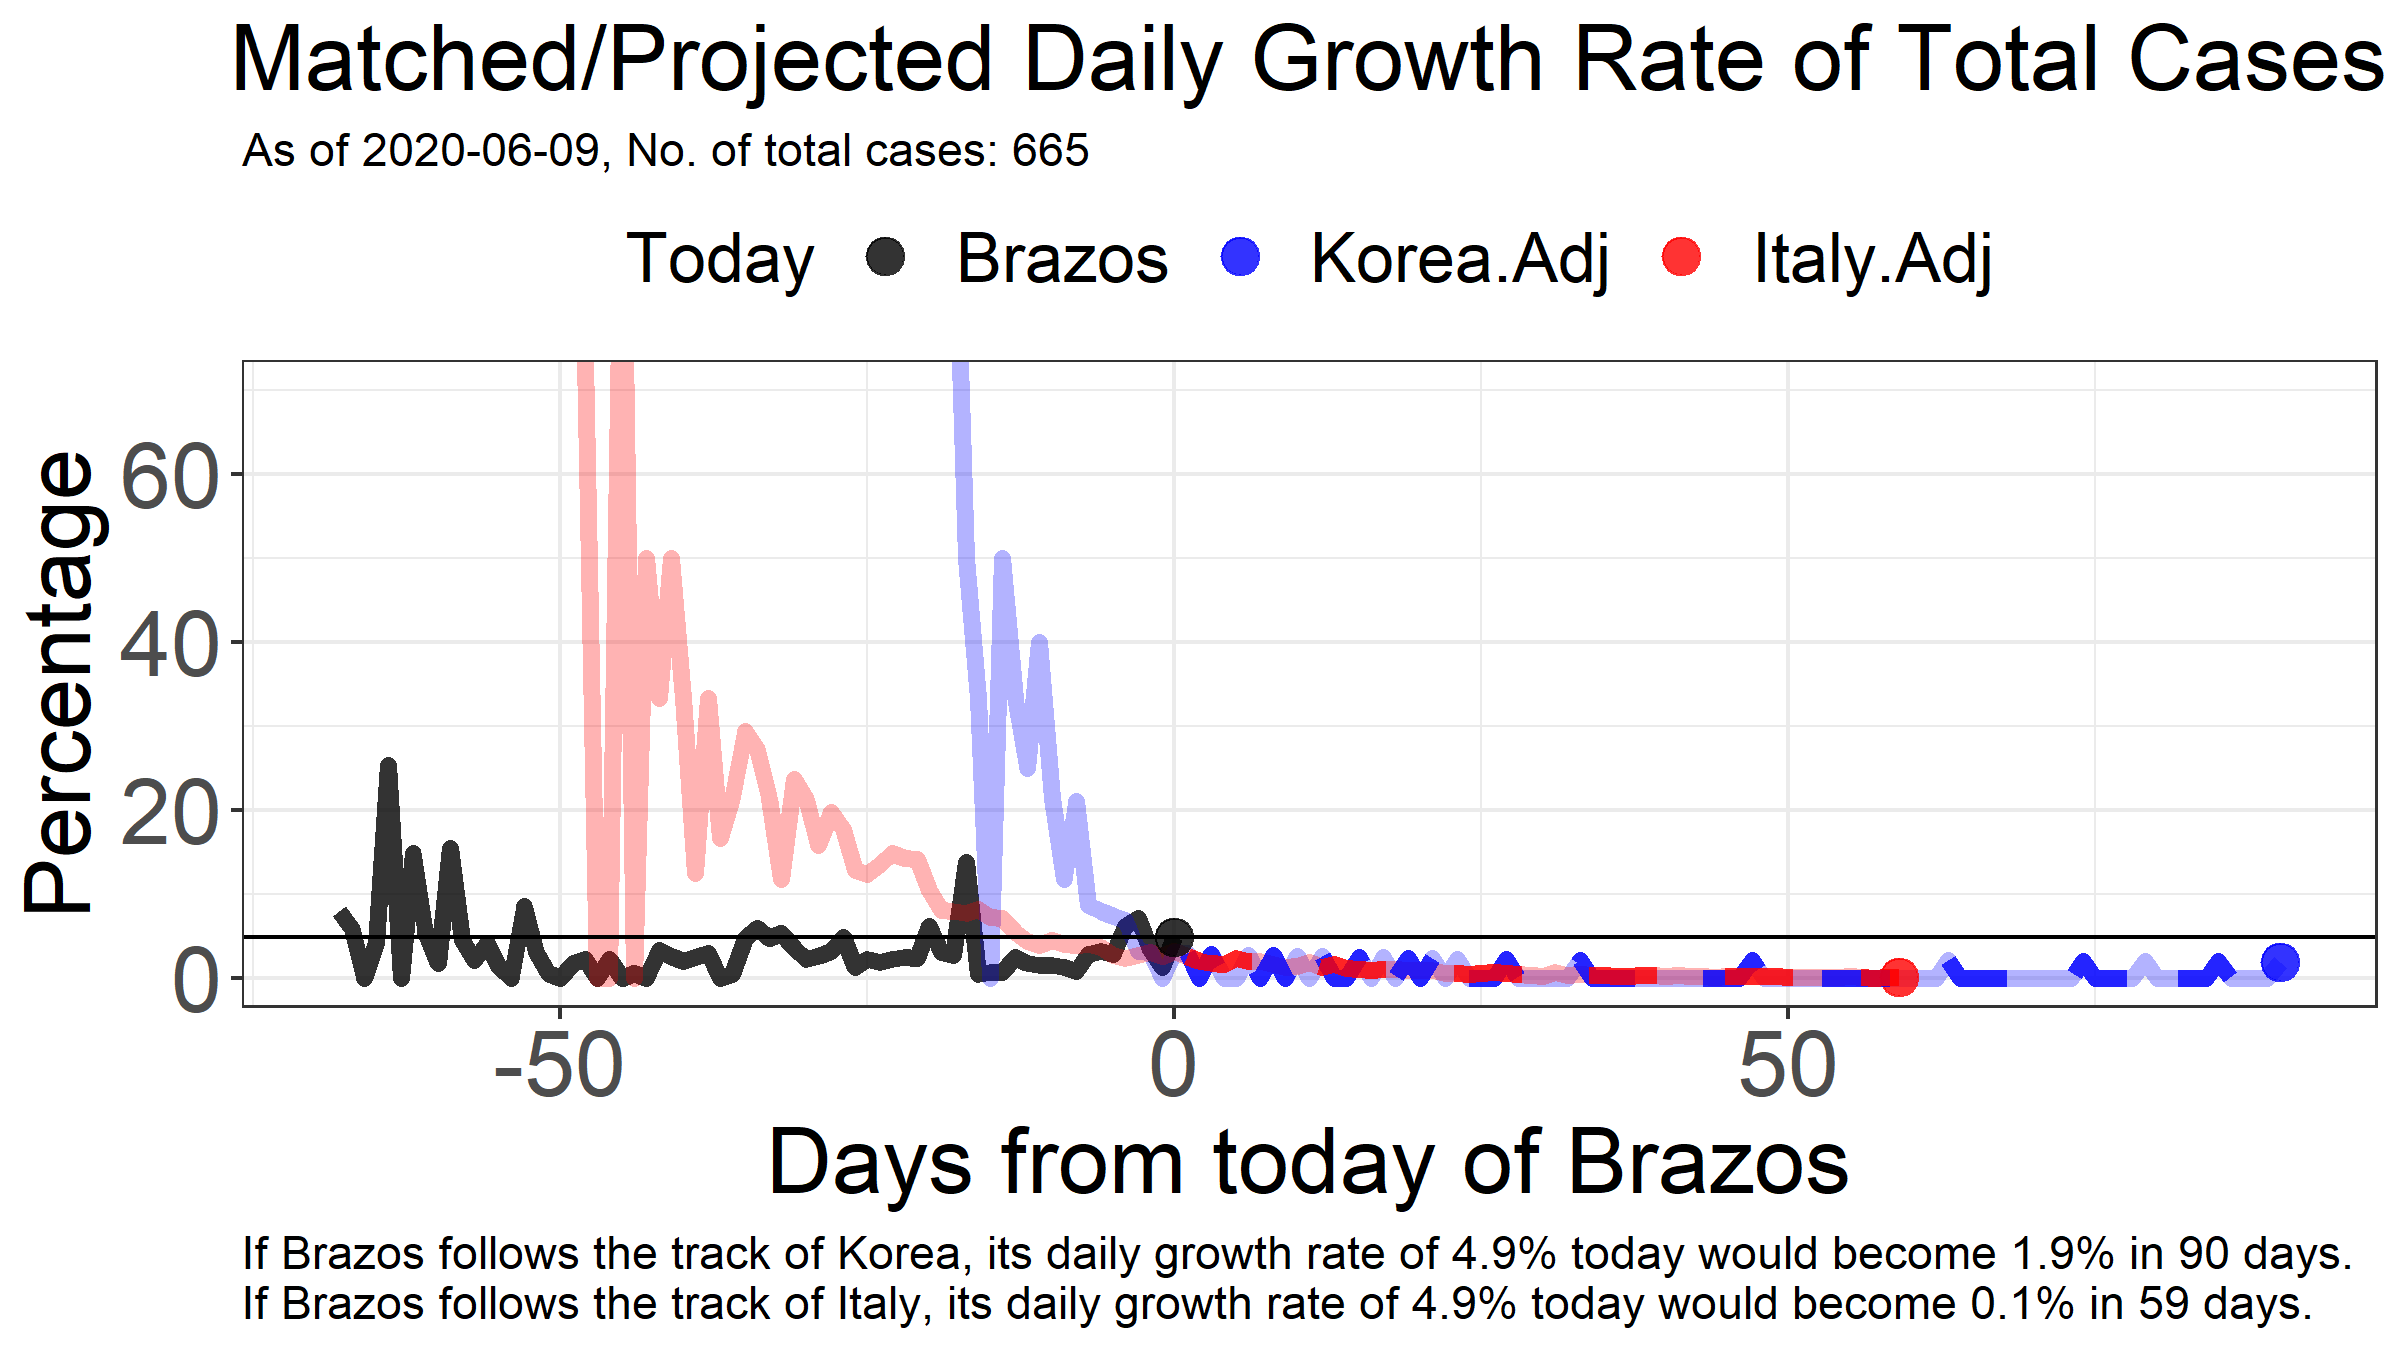 Matched/Projected Daily Growth Rate of Total Cases
As of 2020-06-09, No. of total cases: 665
Today Brazos Korea.Adj Italy.Adj
Percentage
60
40
20
0
-50 0 50
Days from today of Brazos
If Brazos follows the track of Korea, its daily growth rate of 4.9% today would become 1.9% in 90 days.
If Brazos follows the track of Italy, its daily growth rate of 4.9% today would become 0.1% in 59 days.